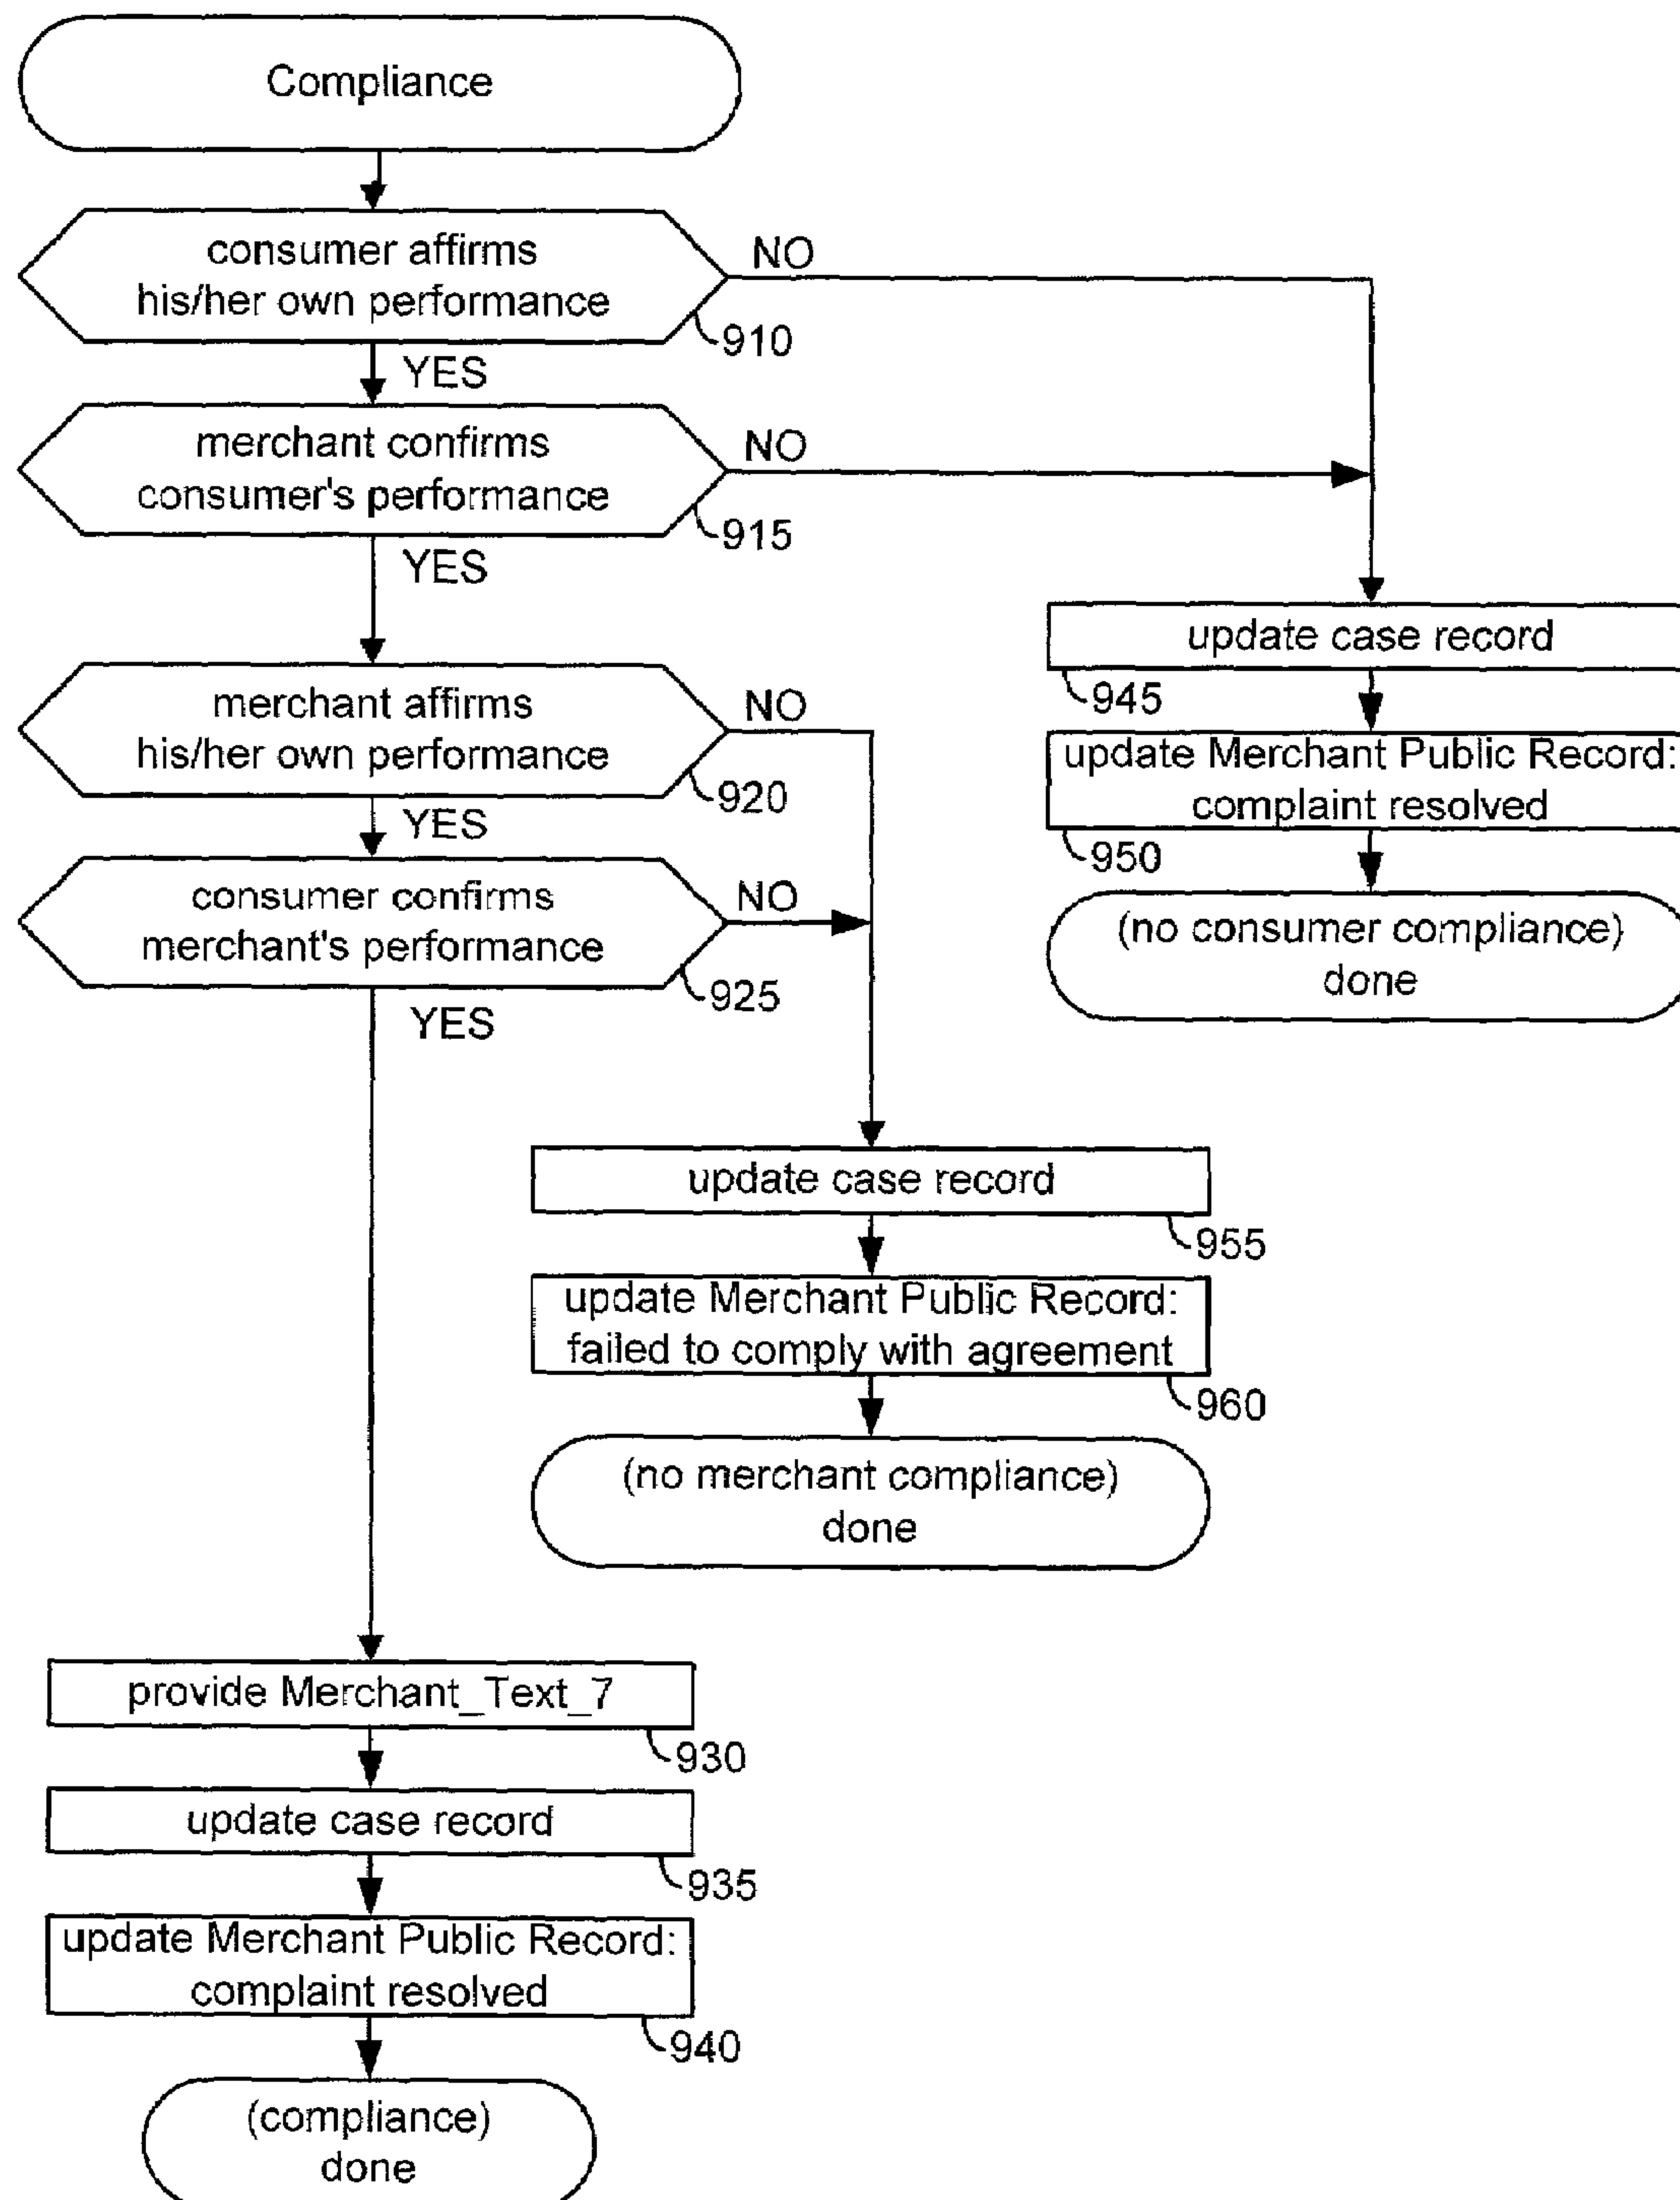 Compliance
consumer affirms
his/her own performance
NO
910
YES
merchant confirms
consumer's performance
NO
915
YES
merchant affirms
his/her own performance
NO
920
YES
consumer confirms
merchant's performance
NO
925
YES
update case record
945
update Merchant Public Record:
complaint resolved
950
(no consumer compliance)
done
update case record
955
update Merchant Public Record:
failed to comply with agreement
960
(no merchant compliance)
done
provide Merchant_Text_7
930
update case record
935
update Merchant Public Record:
complaint resolved
940
(compliance)
done